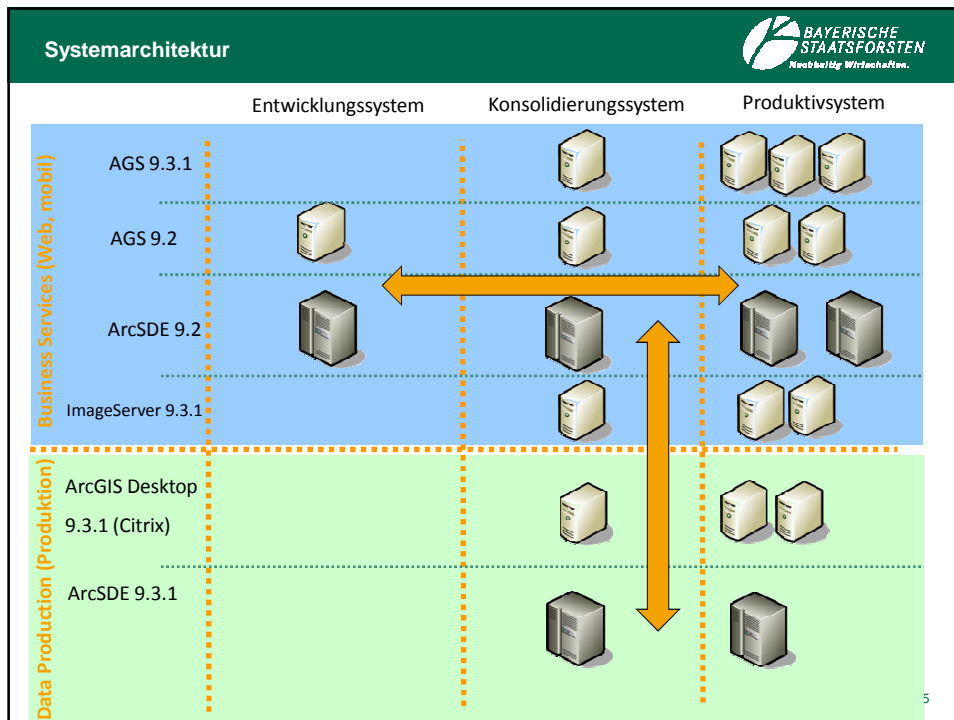 Systemarchitektur
BAYERISCHE
STAATSFORSTEN
Nachhaltig Wirtschaften.
Entwicklungssystem
Konsolidierungssystem
Produktivsystem
Business Services (Web, mobil)
AGS 9.3.1
AGS 9.2
ArcSDE 9.2
ImageServer 9.3.1
Data Production (Produktion)
ArcGIS Desktop
9.3.1 (Citrix)
ArcSDE 9.3.1
5